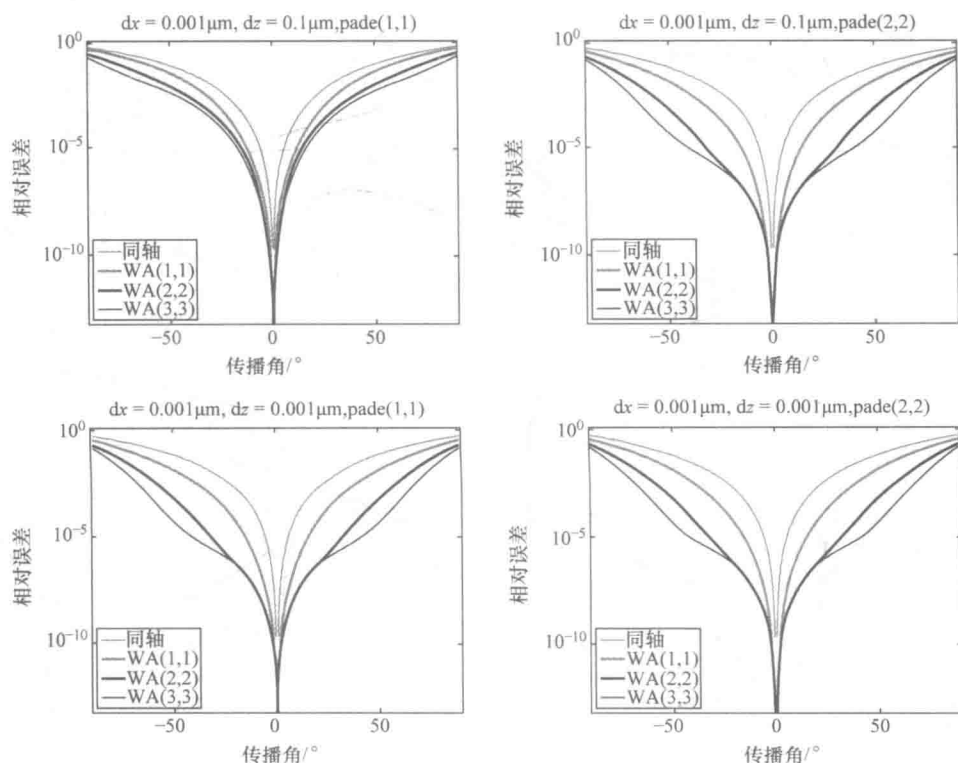 dx = 0.001μm, dz = 0.1μm,pade(1,1)
10⁰
10⁻⁵
10⁻¹⁰
相对误差
同轴
WA(1,1)
WA(2,2)
WA(3,3)
−50
0
50
传播角/°
dx = 0.001μm, dz = 0.1μm,pade(2,2)
10⁰
10⁻⁵
10⁻¹⁰
相对误差
同轴
WA(1,1)
WA(2,2)
WA(3,3)
−50
0
50
传播角/°
dx = 0.001μm, dz = 0.001μm,pade(1,1)
10⁰
10⁻⁵
10⁻¹⁰
相对误差
同轴
WA(1,1)
WA(2,2)
WA(3,3)
−50
0
50
传播角/°
dx = 0.001μm, dz = 0.001μm,pade(2,2)
10⁰
10⁻⁵
10⁻¹⁰
相对误差
同轴
WA(1,1)
WA(2,2)
WA(3,3)
−50
0
50
传播角/°